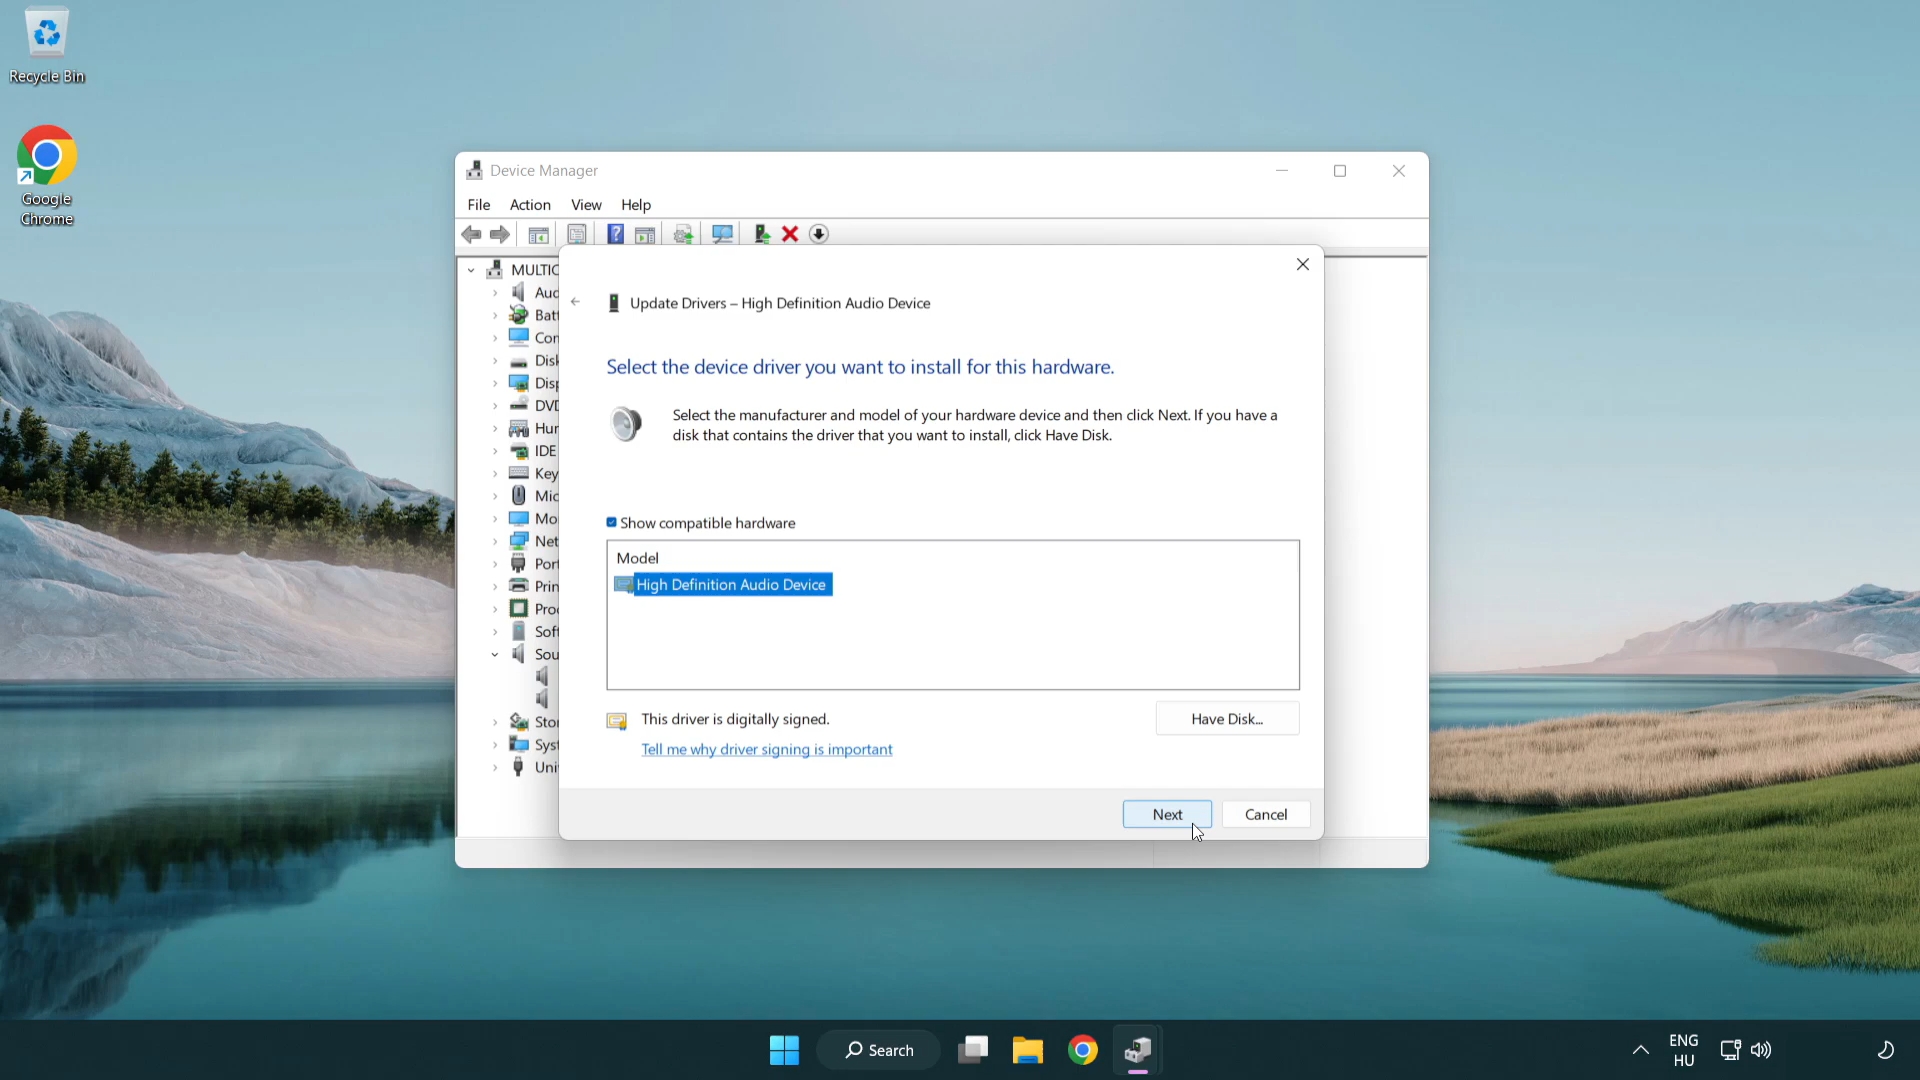 Recycle Bin
Google
Chrome
Device Manager
File Action View Help
MULTIC
Aud
Batt
Con
Disk
Disp
DVD
Hur
IDE
Key
Mic
Mo
Net
Port
Prin
Proc
Soft
Sou
Stor
Syst
Uni
Update Drivers – High Definition Audio Device
Select the device driver you want to install for this hardware.
Select the manufacturer and model of your hardware device and then click Next. If you have a
disk that contains the driver that you want to install, click Have Disk.
Show compatible hardware
Model
High Definition Audio Device
This driver is digitally signed.
Have Disk...
Tell me why driver signing is important
Next
Cancel
Search
ENG
HU